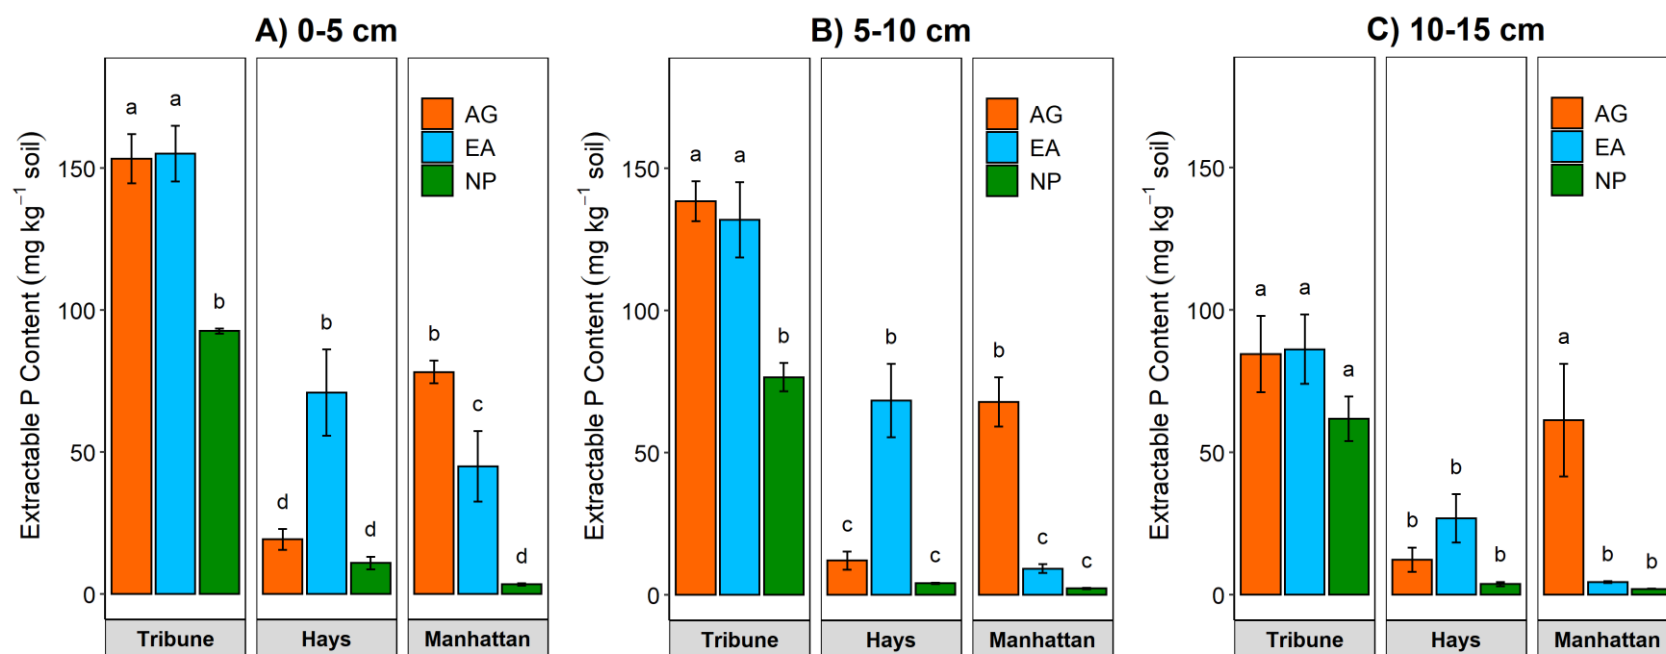 A) 0-5 cm
Extractable P Content (mg kg⁻¹ soil)
150
100
50
0
a
a
b
d
b
d
b
c
d
AG
EA
NP
Tribune
Hays
Manhattan
B) 5-10 cm
Extractable P Content (mg kg⁻¹ soil)
150
100
50
0
a
a
b
c
b
c
b
c
c
AG
EA
NP
Tribune
Hays
Manhattan
C) 10-15 cm
Extractable P Content (mg kg⁻¹ soil)
150
100
50
0
a
a
a
b
b
b
a
b
b
AG
EA
NP
Tribune
Hays
Manhattan